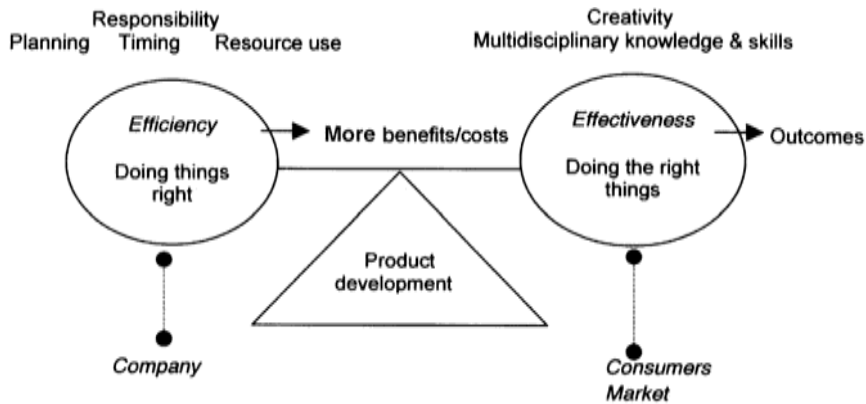 Responsibility
Planning Timing Resource use
Creativity
Multidisciplinary knowledge & skills
Efficiency
Doing things
right
More benefits/costs
Effectiveness
Doing the right
things
Outcomes
Product
development
Company
Consumers
Market